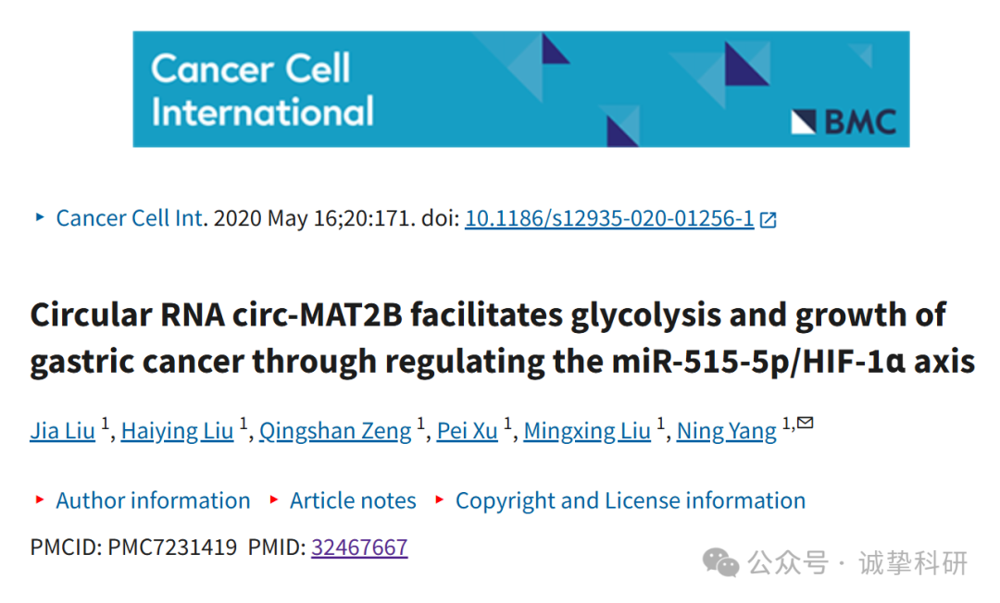 Cancer Cell
International
BMC
Cancer Cell Int. 2020 May 16;20:171. doi: 10.1186/s12935-020-01256-1
Circular RNA circ-MAT2B facilitates glycolysis and growth of
gastric cancer through regulating the miR-515-5p/HIF-1α axis
Jia Liu 1, Haiying Liu 1, Qingshan Zeng 1, Pei Xu 1, Mingxing Liu 1, Ning Yang 1,✉
Author information Article notes Copyright and License information
PMCID: PMC7231419 PMID: 32467667
公众号 · 诚挚科研